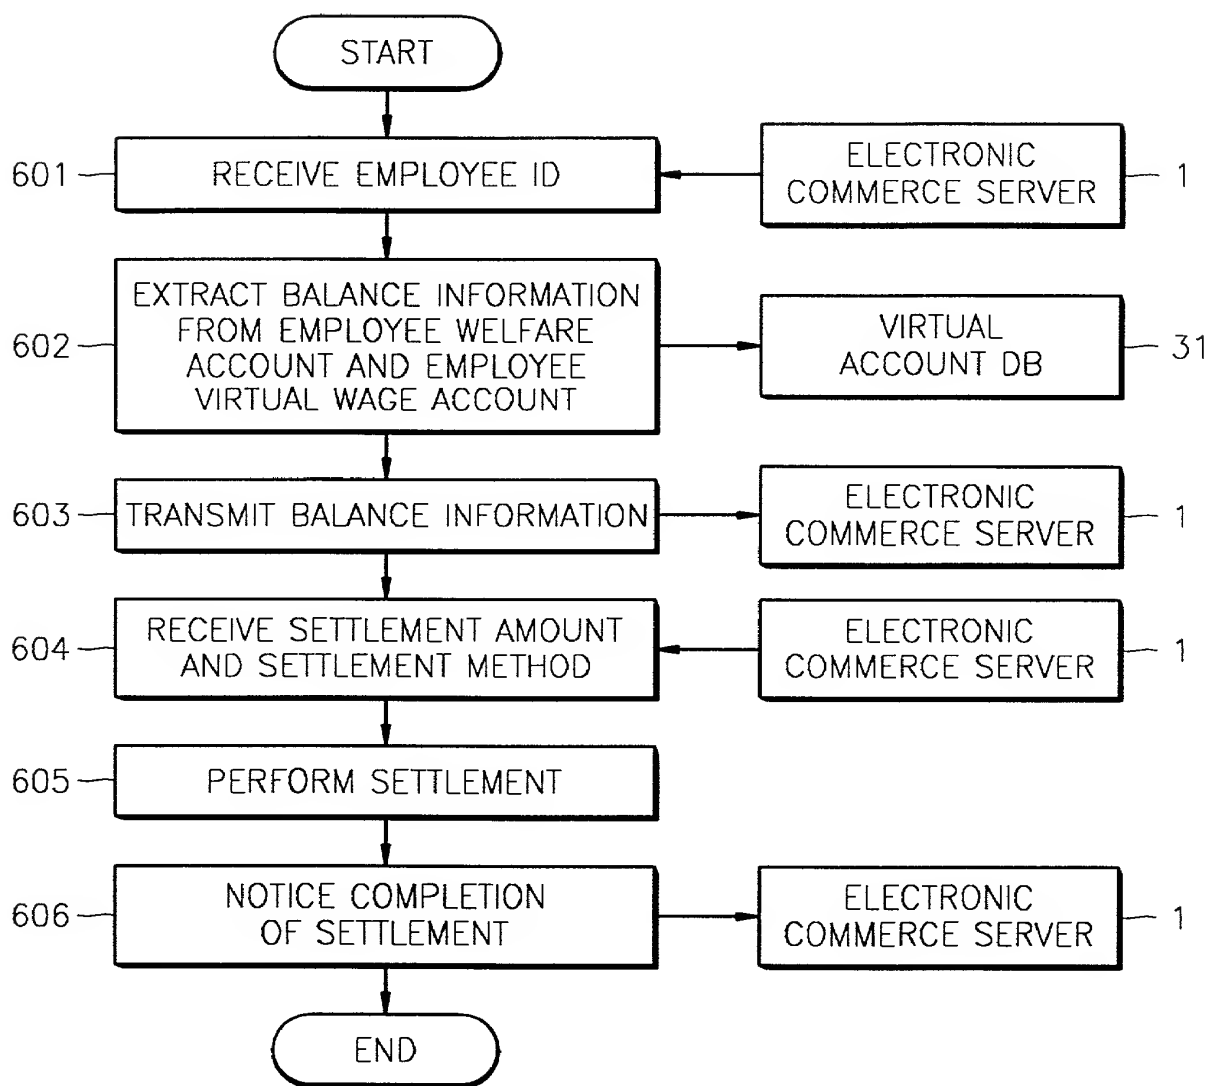 START
601
RECEIVE EMPLOYEE ID
ELECTRONIC
COMMERCE SERVER
1
602
EXTRACT BALANCE INFORMATION
FROM EMPLOYEE WELFARE
ACCOUNT AND EMPLOYEE
VIRTUAL WAGE ACCOUNT
VIRTUAL
ACCOUNT DB
31
603
TRANSMIT BALANCE INFORMATION
ELECTRONIC
COMMERCE SERVER
1
604
RECEIVE SETTLEMENT AMOUNT
AND SETTLEMENT METHOD
ELECTRONIC
COMMERCE SERVER
1
605
PERFORM SETTLEMENT
606
NOTICE COMPLETION
OF SETTLEMENT
ELECTRONIC
COMMERCE SERVER
1
END